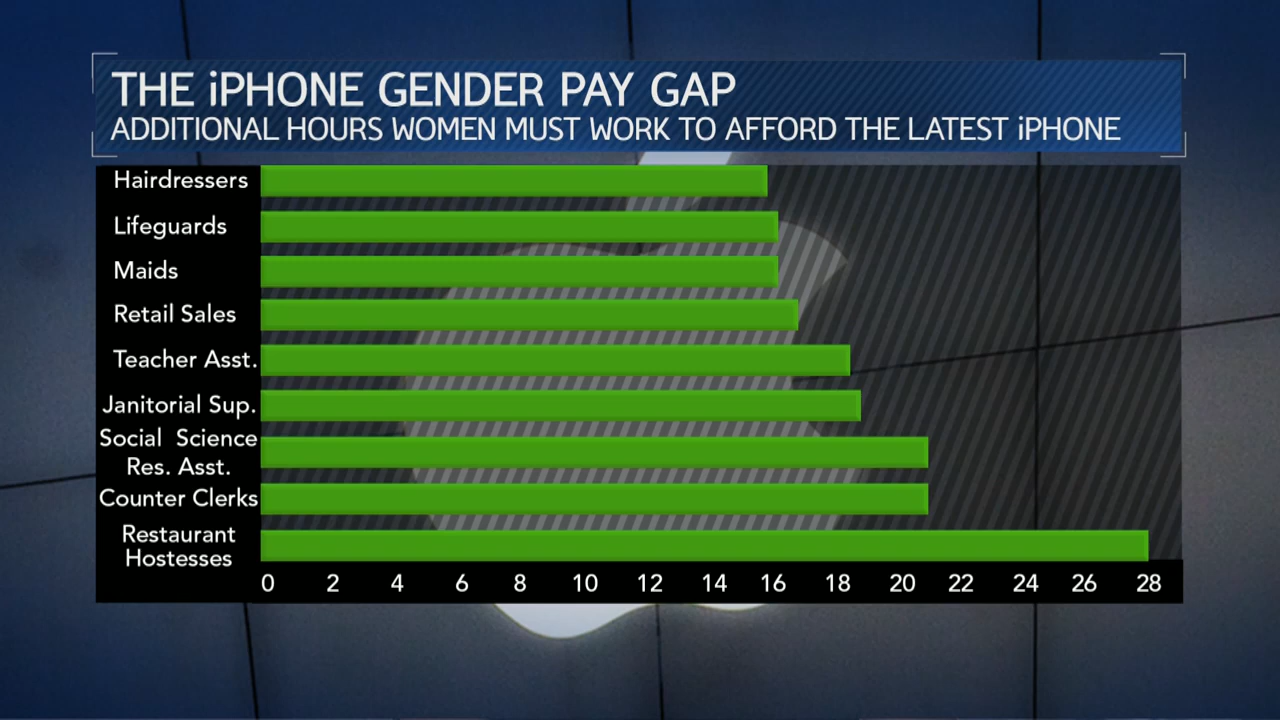 THE iPHONE GENDER PAY GAP
ADDITIONAL HOURS WOMEN MUST WORK TO AFFORD THE LATEST iPHONE
Hairdressers
Lifeguards
Maids
Retail Sales
Teacher Asst.
Janitorial Sup.
Social Science
Res. Asst.
Counter Clerks
Restaurant
Hostesses
0 2 4 6 8 10 12 14 16 18 20 22 24 26 28